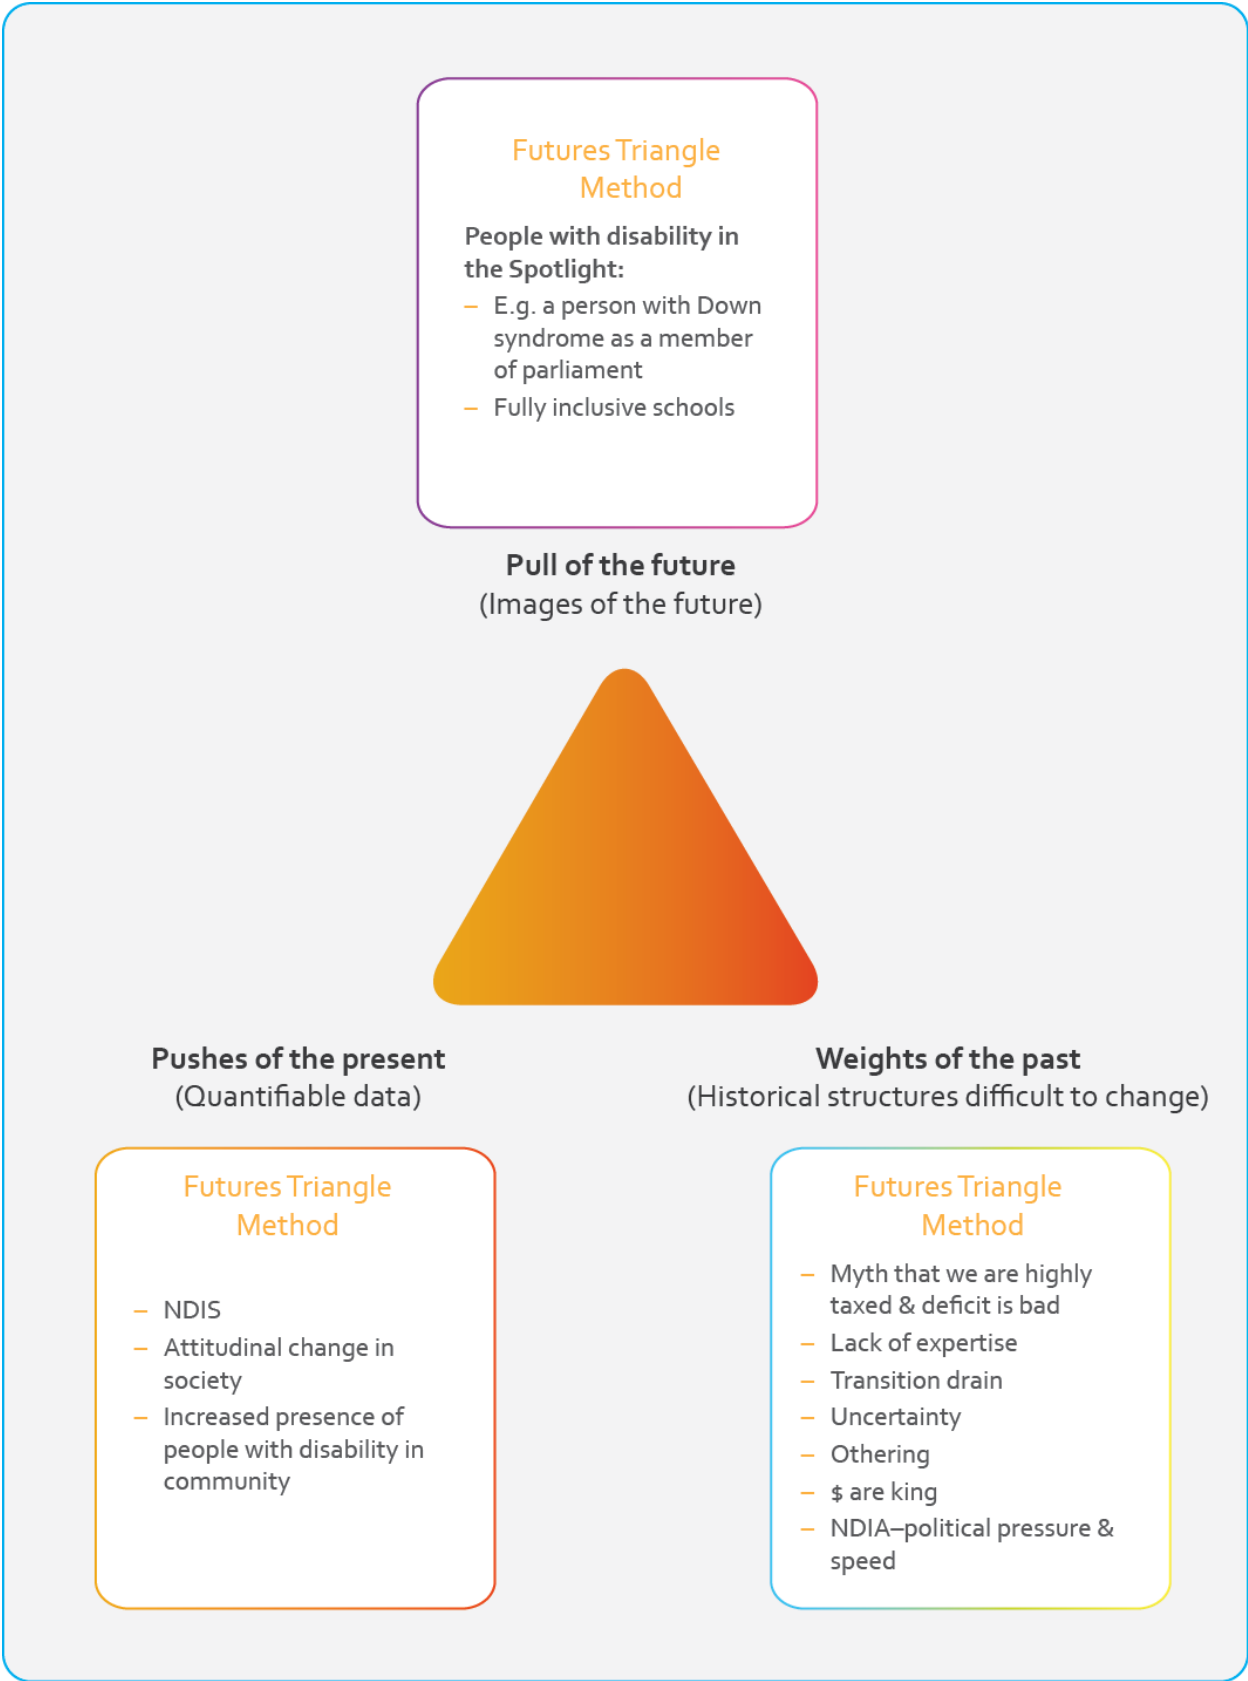 Futures Triangle
Method
People with disability in
the Spotlight:
– E.g. a person with Down
syndrome as a member
of parliament
– Fully inclusive schools
Pull of the future
(Images of the future)
Pushes of the present
(Quantifiable data)
Futures Triangle
Method
– NDIS
– Attitudinal change in
society
– Increased presence of
people with disability in
community
Weights of the past
(Historical structures difficult to change)
Futures Triangle
Method
– Myth that we are highly
taxed & deficit is bad
– Lack of expertise
– Transition drain
– Uncertainty
– Othering
– $ are king
– NDIA–political pressure &
speed